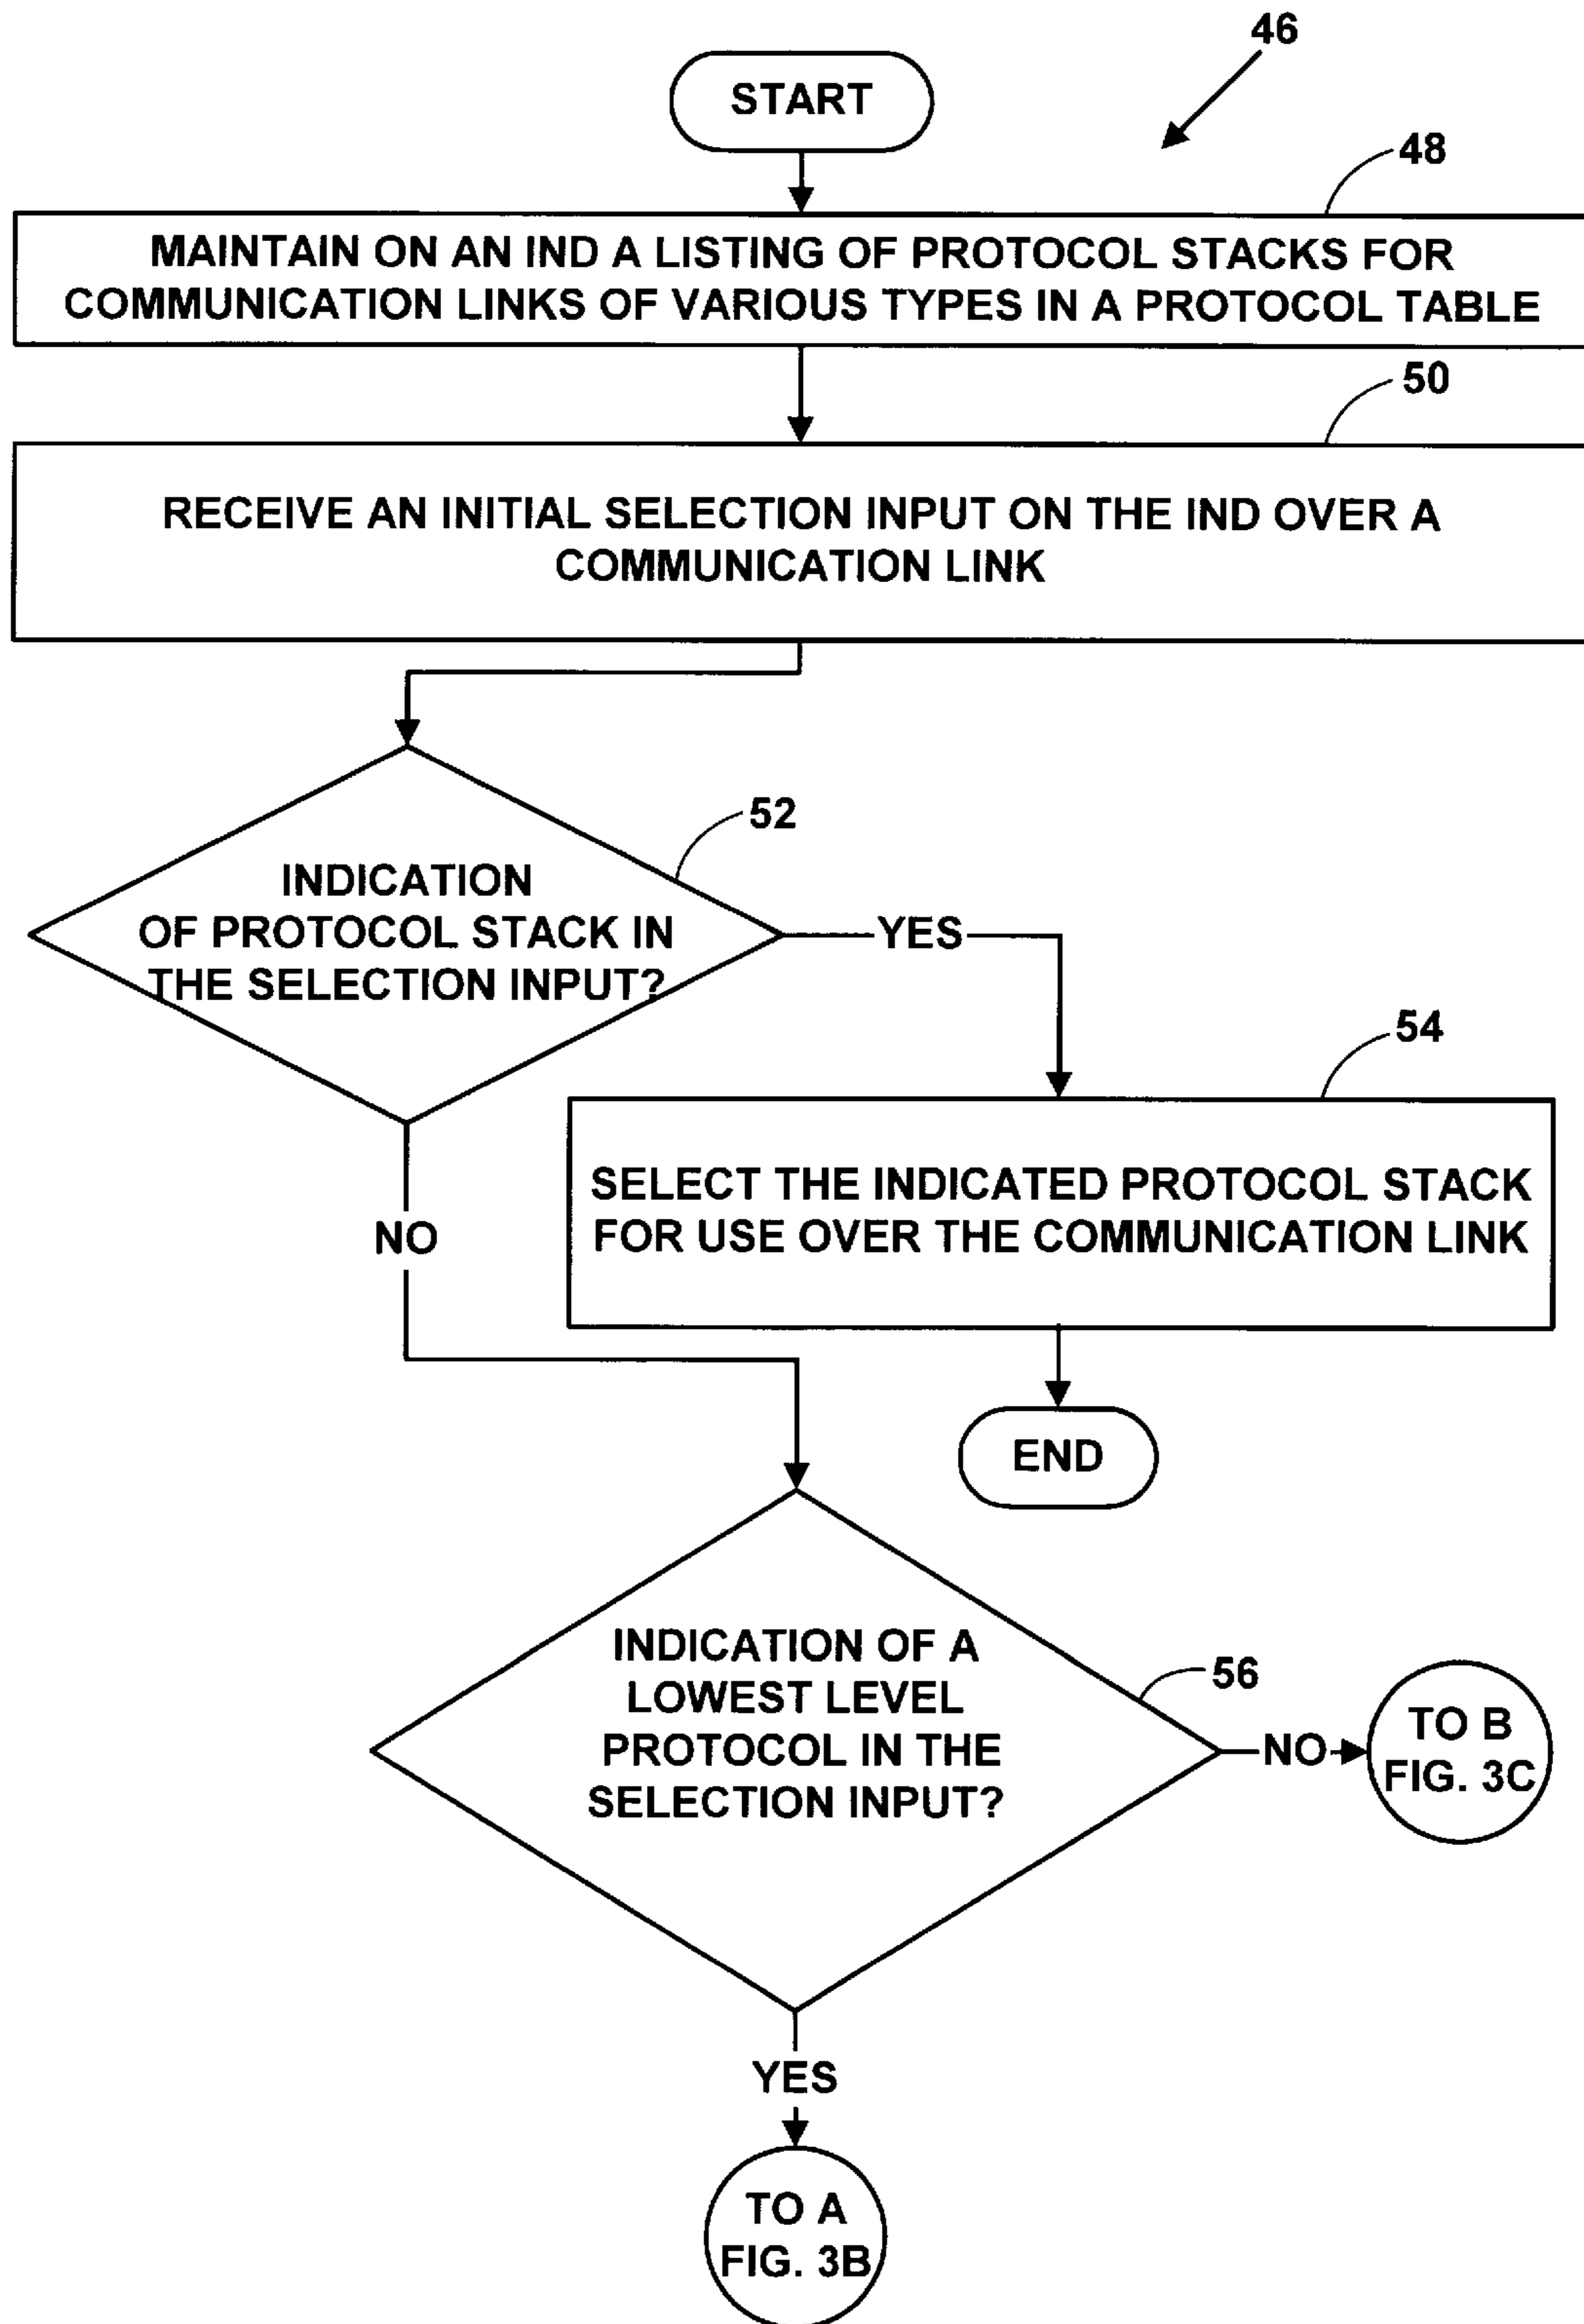 46
START
48
MAINTAIN ON AN IND A LISTING OF PROTOCOL STACKS FOR
COMMUNICATION LINKS OF VARIOUS TYPES IN A PROTOCOL TABLE
50
RECEIVE AN INITIAL SELECTION INPUT ON THE IND OVER A
COMMUNICATION LINK
52
INDICATION
OF PROTOCOL STACK IN
THE SELECTION INPUT?
YES
54
SELECT THE INDICATED PROTOCOL STACK
FOR USE OVER THE COMMUNICATION LINK
NO
END
INDICATION OF A
LOWEST LEVEL
PROTOCOL IN THE
SELECTION INPUT?
56
NO
TO B
FIG. 3C
YES
TO A
FIG. 3B